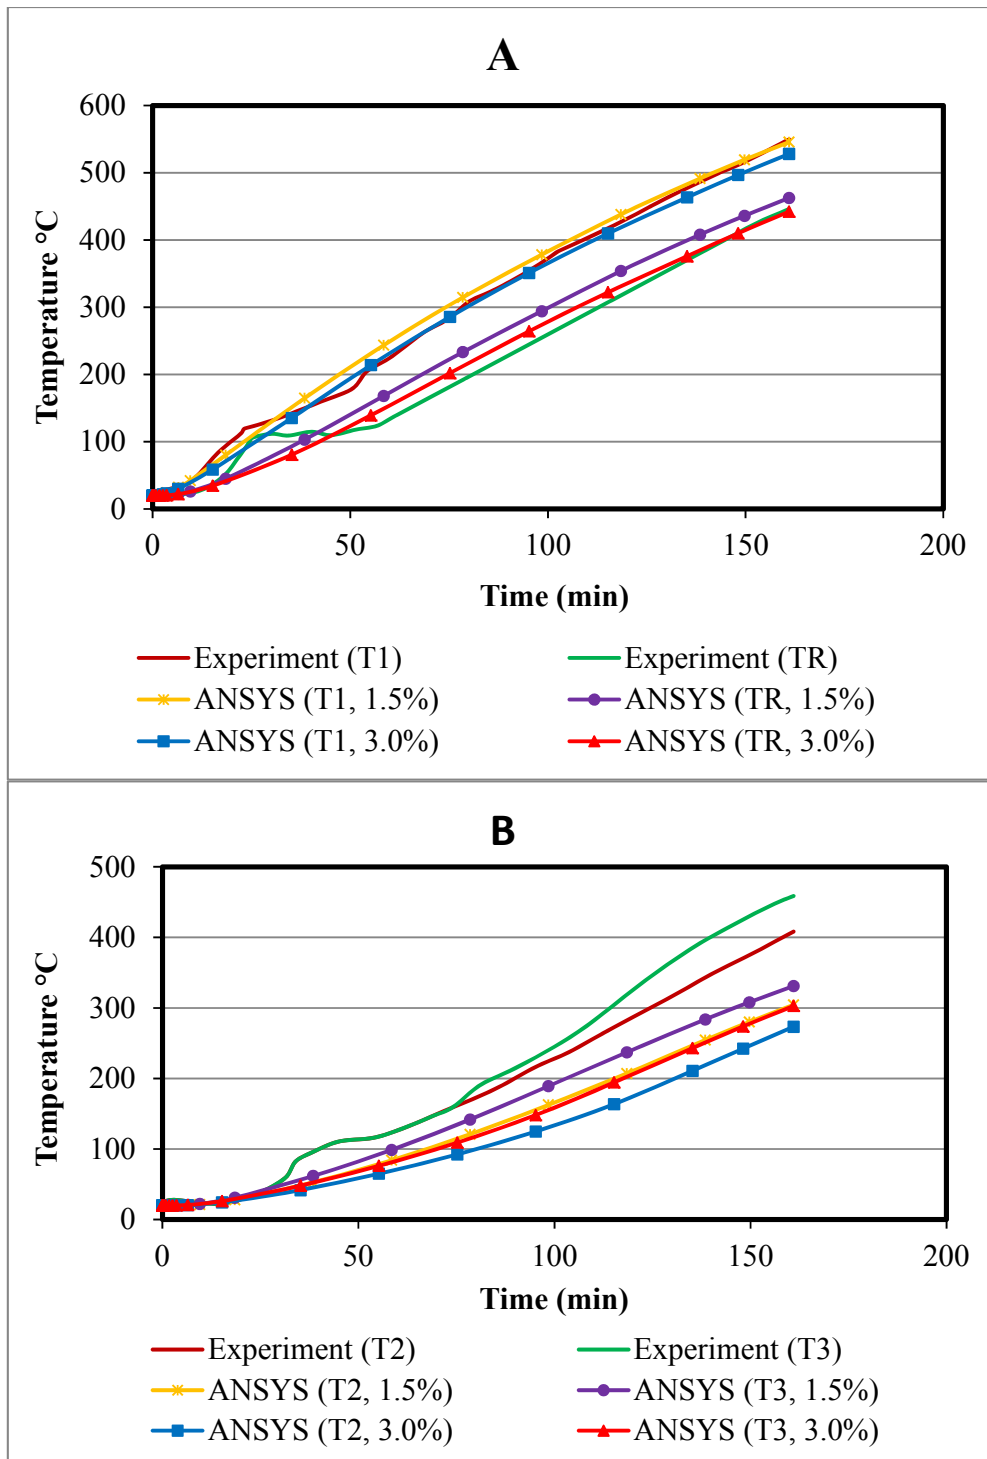 A
600
500
400
300
200
100
0
Temperature °C
0 50 100 150 200
Time (min)
Experiment (T1) Experiment (TR)
ANSYS (T1, 1.5%) ANSYS (TR, 1.5%)
ANSYS (T1, 3.0%) ANSYS (TR, 3.0%)
B
500
400
300
200
100
0
Temperature °C
0 50 100 150 200
Time (min)
Experiment (T2) Experiment (T3)
ANSYS (T2, 1.5%) ANSYS (T3, 1.5%)
ANSYS (T2, 3.0%) ANSYS (T3, 3.0%)